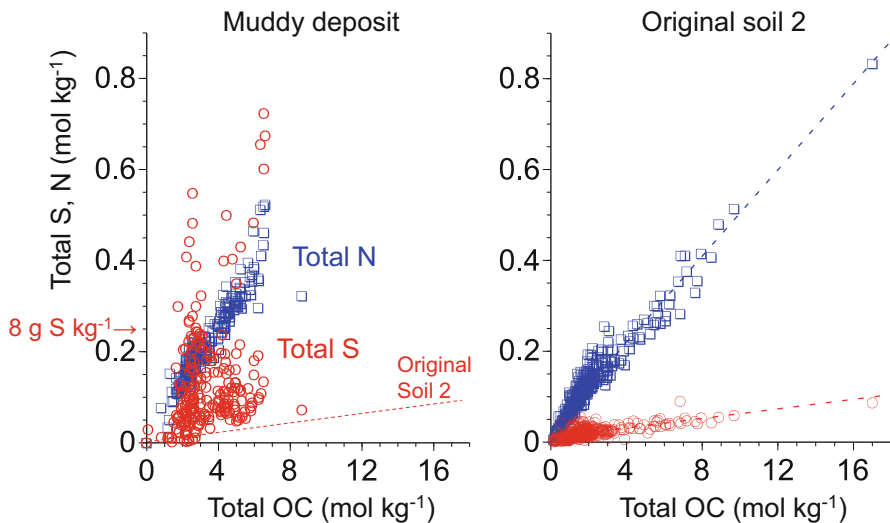 Muddy deposit
Original soil 2
Total S, N (mol kg⁻¹)
0.8
0.6
0.4
0.2
0
8 g S kg⁻¹→
Total N
Total S
Original
Soil 2
0 4 8 12 16
Total OC (mol kg⁻¹)
0.8
0.6
0.4
0.2
0
0 4 8 12 16
Total OC (mol kg⁻¹)